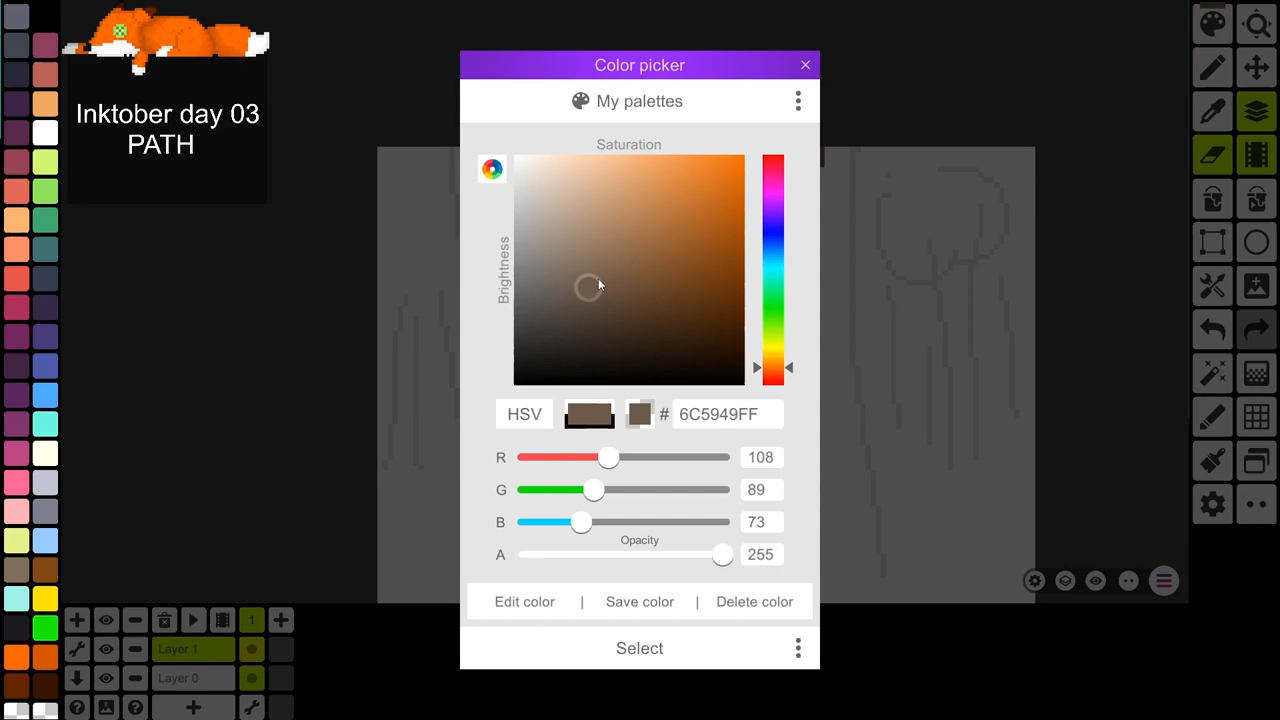 Inktober day 03
PATH
Color picker
My palettes
Saturation
Brightness
HSV
# 6C5949FF
R 108
G 89
B 73
Opacity
A 255
Edit color | Save color | Delete color
Select
1
Layer 1
Layer 0